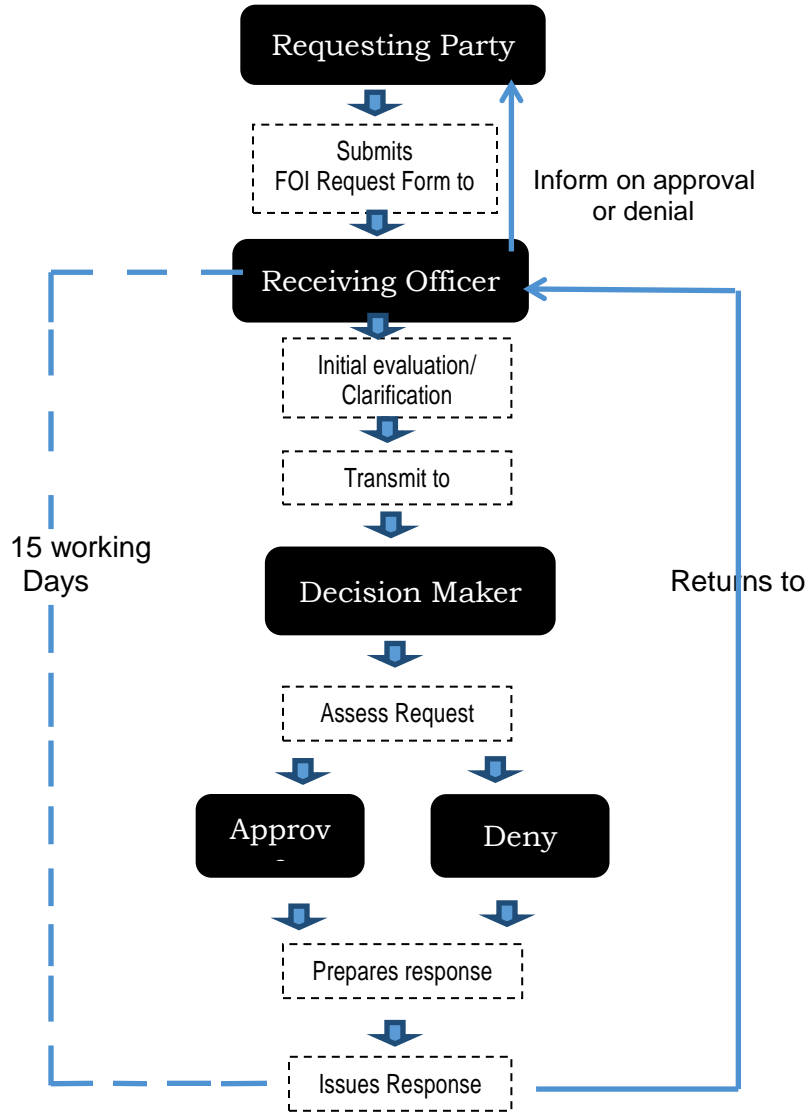 Requesting Party
Submits
FOI Request Form to
Inform on approval
or denial
Receiving Officer
Initial evaluation/
Clarification
Transmit to
15 working
Days
Decision Maker
Returns to
Assess Request
Approv
Deny
Prepares response
Issues Response